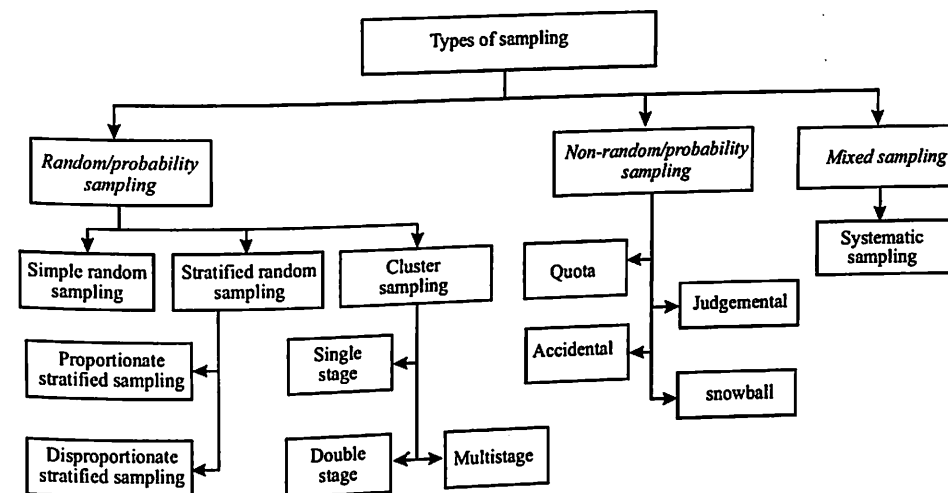 Types of sampling
Random/probability
sampling
Non-random/probability
sampling
Mixed sampling
Simple random
sampling
Stratified random
sampling
Cluster
sampling
Quota
Judgemental
Accidental
snowball
Systematic
sampling
Proportionate
stratified sampling
Disproportionate
stratified sampling
Single
stage
Double
stage
Multistage